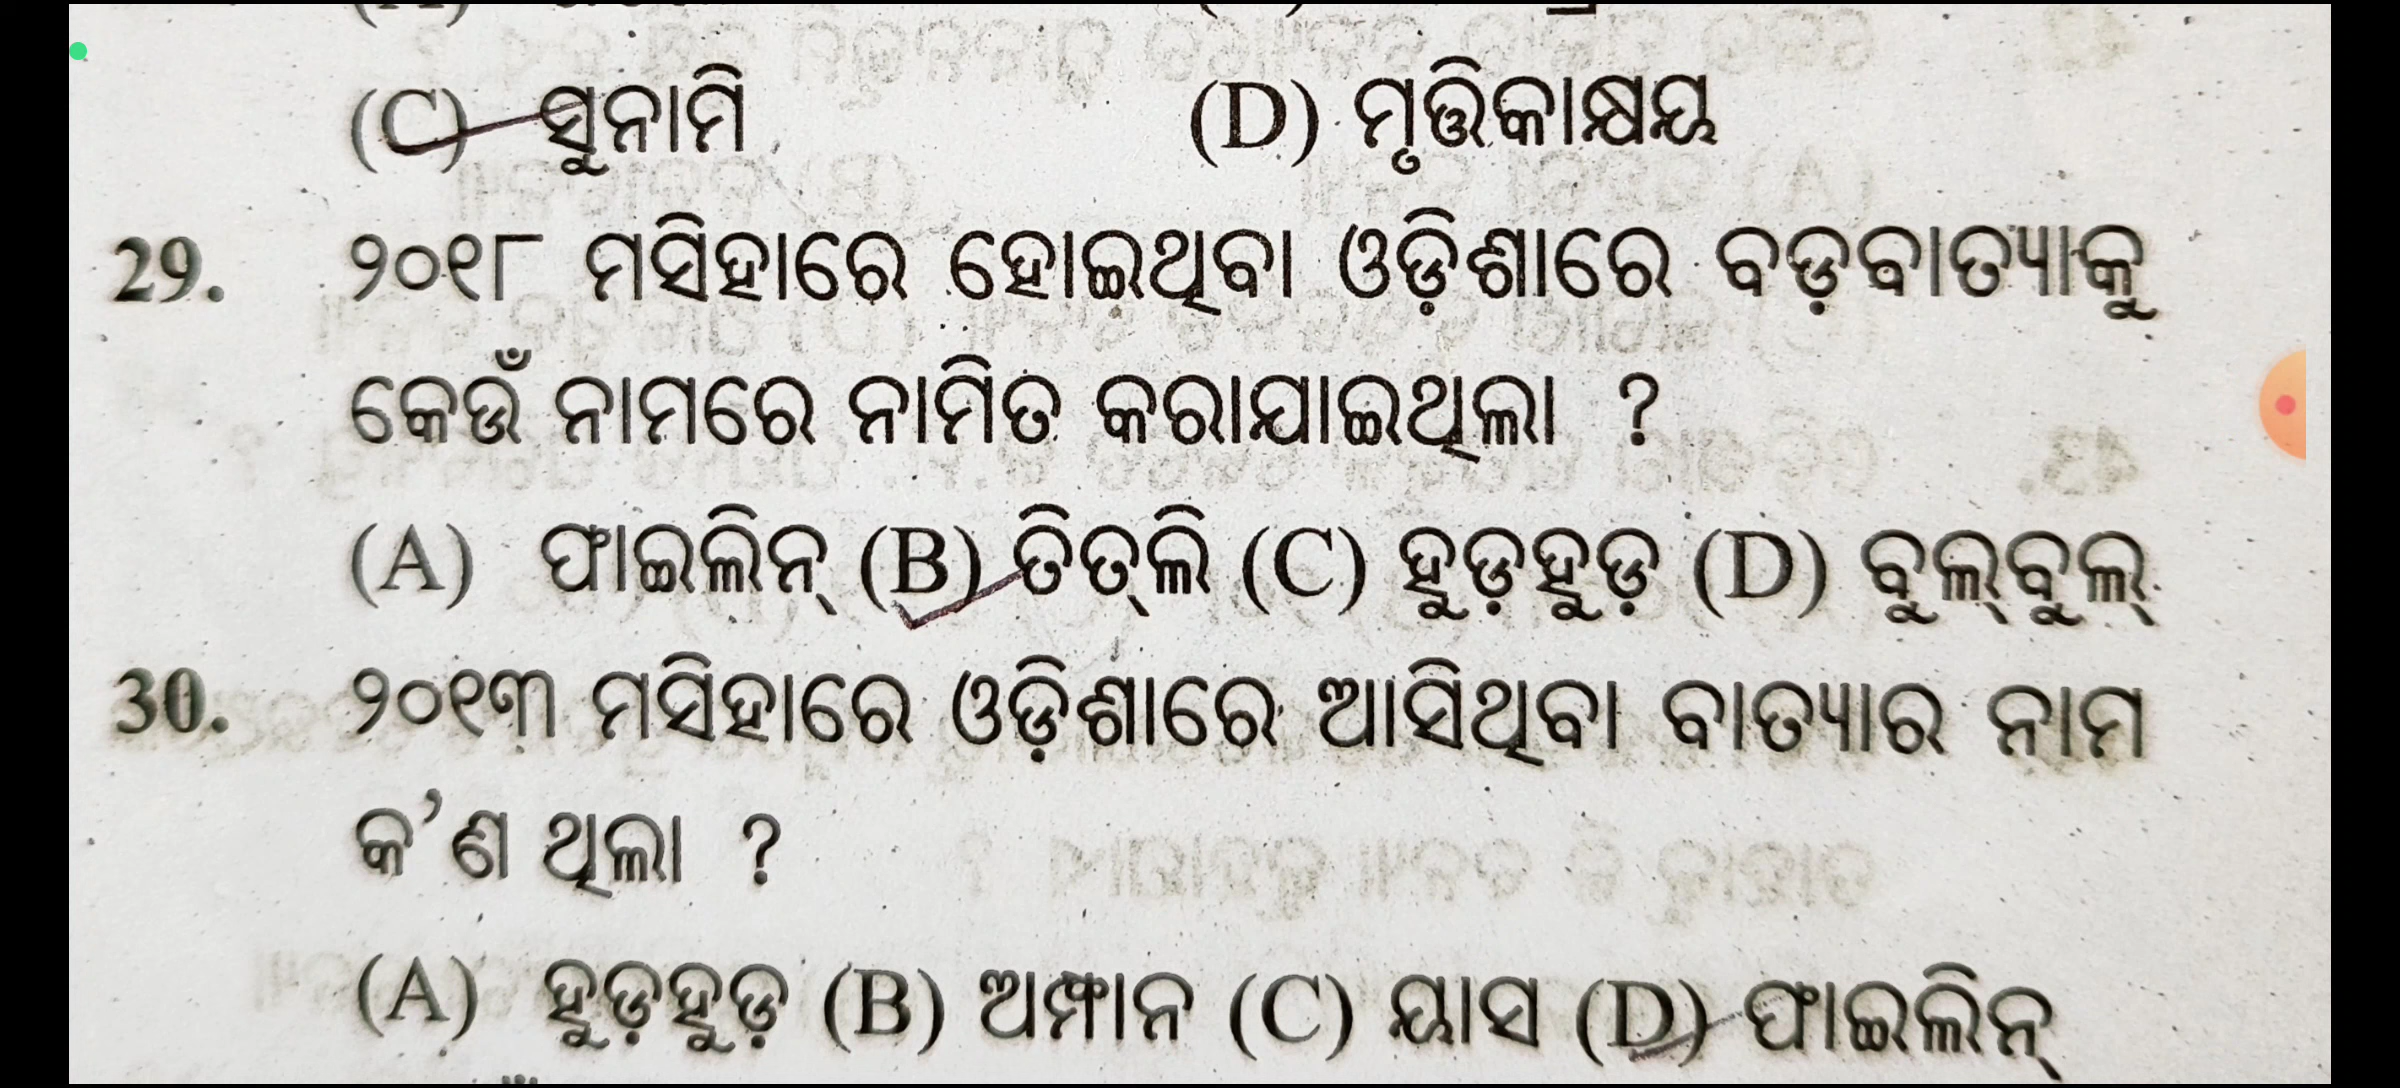 (C) ସୁନାମି (D) ମୃତ୍ତିକାକ୍ଷୟ
29. ୨୦୧୮ ମସିହାରେ ହୋଇଥିବା ଓଡ଼ିଶାରେ ବଡ଼ବାତ୍ୟାକୁ
କେଉଁ ନାମରେ ନାମିତ କରାଯାଇଥିଲା ?
(A) ଫାଇଲିନ୍ (B) ତିତ୍‌ଲି (C) ହୁଡ଼ହୁଡ଼ (D) ବୁଲ୍‌ବୁଲ୍
30. ୨୦୧୩ ମସିହାରେ ଓଡ଼ିଶାରେ ଆସିଥିବା ବାତ୍ୟାର ନାମ
କ’ଣ ଥିଲା ?
(A) ହୁଡ଼ହୁଡ଼ (B) ଅମ୍ଫାନ (C) ୟାସ (D) ଫାଇଲିନ୍